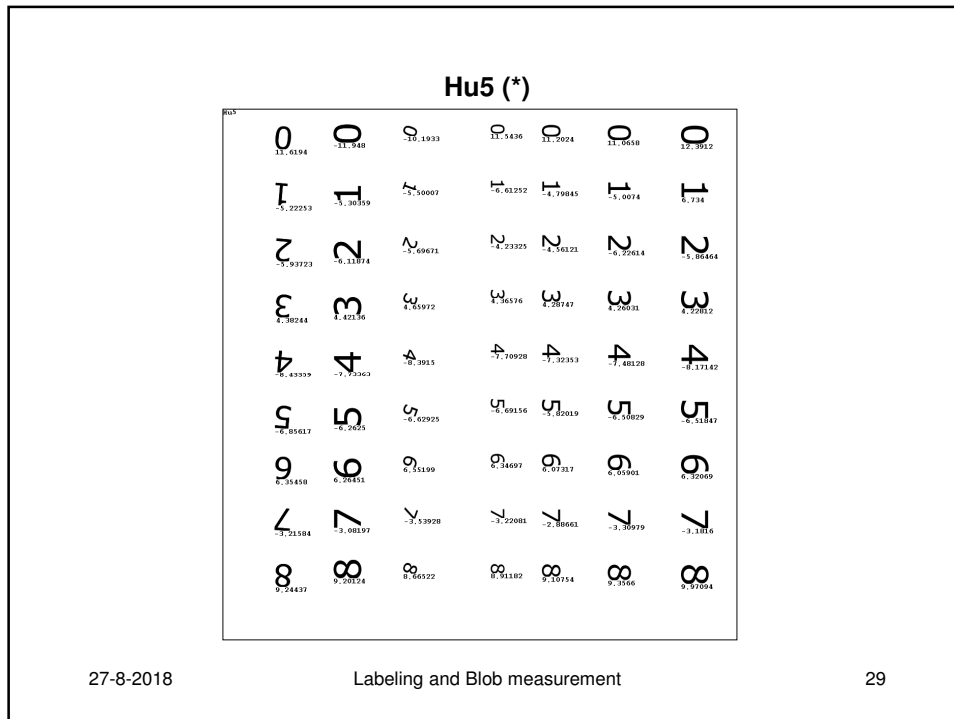 Hu5 (*)
Hu5
0 0 0 0 0 0 0
11.6194 -11.948 -10.1933 11.5436 11.2024 11.0658 12.3912
1 1 1 1 1 1 1
-5.22253 -5.30359 -5.50007 -6.61252 -4.79845 -5.0074 6.734
2 2 2 2 2 2 2
-5.93723 -6.11874 -5.69671 -4.23325 -4.56121 -6.22614 -5.86464
3 3 3 3 3 3 3
4.38244 4.42136 4.65972 4.36576 4.28747 4.26031 4.22812
4 4 4 4 4 4 4
-8.43359 -7.73363 -8.3915 -7.70928 -7.32353 -7.48128 -8.17142
5 5 5 5 5 5 5
-6.85617 -6.2625 -6.62925 -6.69156 -5.82019 -6.50829 -6.51847
6 6 6 6 6 6 6
6.35458 6.26451 6.55199 6.34697 6.07317 6.05901 6.32069
7 7 7 7 7 7 7
-3.21584 -3.08197 -3.53928 -3.22081 -2.88661 -3.30979 -3.1816
8 8 8 8 8 8 8
9.24437 9.20124 8.66522 8.91182 9.10754 9.3566 9.97094
27-8-2018 Labeling and Blob measurement 29